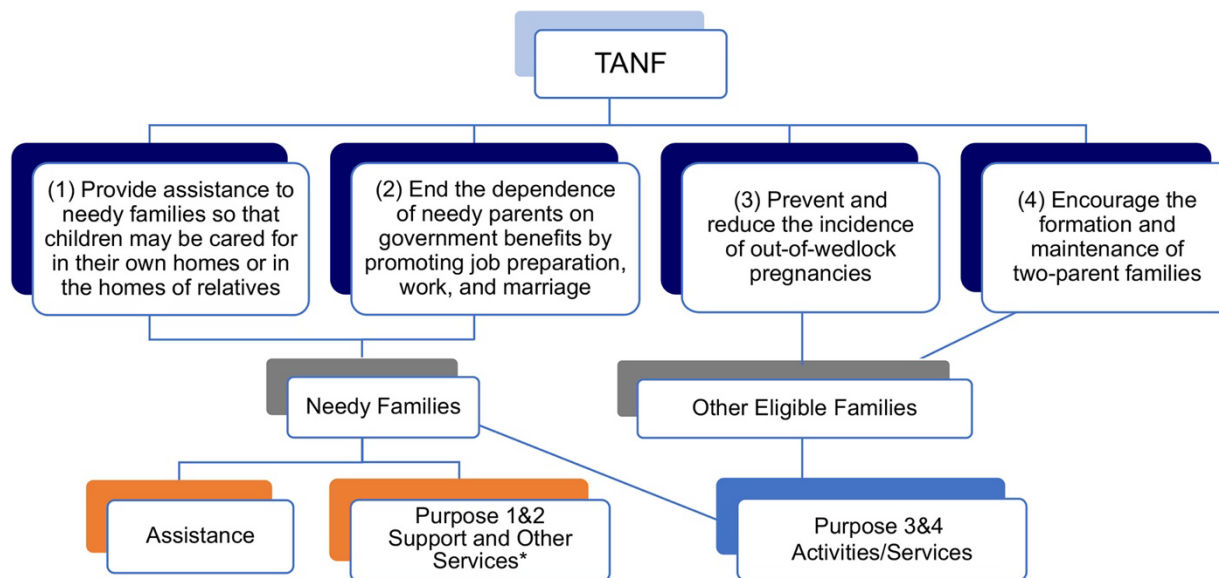 TANF
(1) Provide assistance to
needy families so that
children may be cared for
in their own homes or in
the homes of relatives
(2) End the dependence
of needy parents on
government benefits by
promoting job preparation,
work, and marriage
(3) Prevent and
reduce the incidence
of out-of-wedlock
pregnancies
(4) Encourage the
formation and
maintenance of
two-parent families
Needy Families
Other Eligible Families
Assistance
Purpose 1&2
Support and Other
Services*
Purpose 3&4
Activities/Services